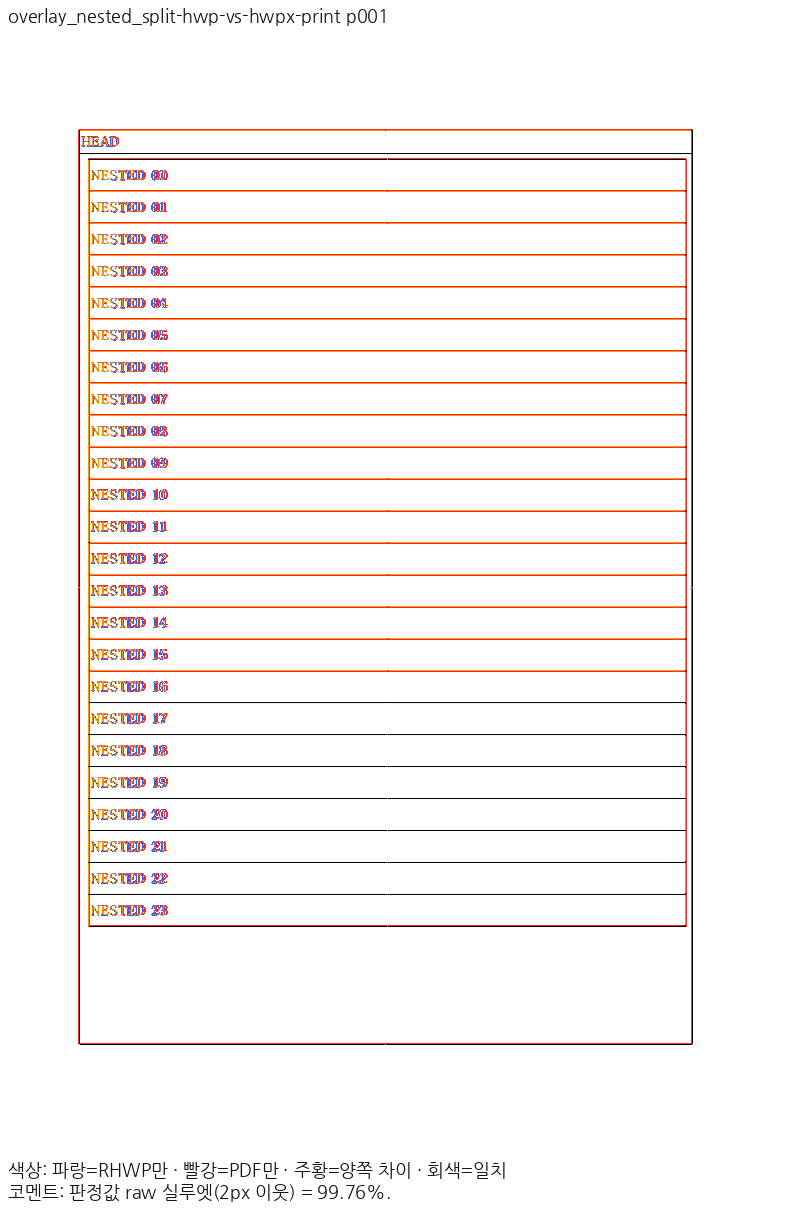 overlay_nested_split-hwp-vs-hwpx-print p001
HEAD
NESTED 00
NESTED 01
NESTED 02
NESTED 03
NESTED 04
NESTED 05
NESTED 06
NESTED 07
NESTED 08
NESTED 09
NESTED 10
NESTED 11
NESTED 12
NESTED 13
NESTED 14
NESTED 15
NESTED 16
NESTED 17
NESTED 18
NESTED 19
NESTED 20
NESTED 21
NESTED 22
NESTED 23
색상: 파랑=RHWP만 · 빨강=PDF만 · 주황=양쪽 차이 · 회색=일치
코멘트: 판정값 raw 실루엣(2px 이웃) = 99.76%.